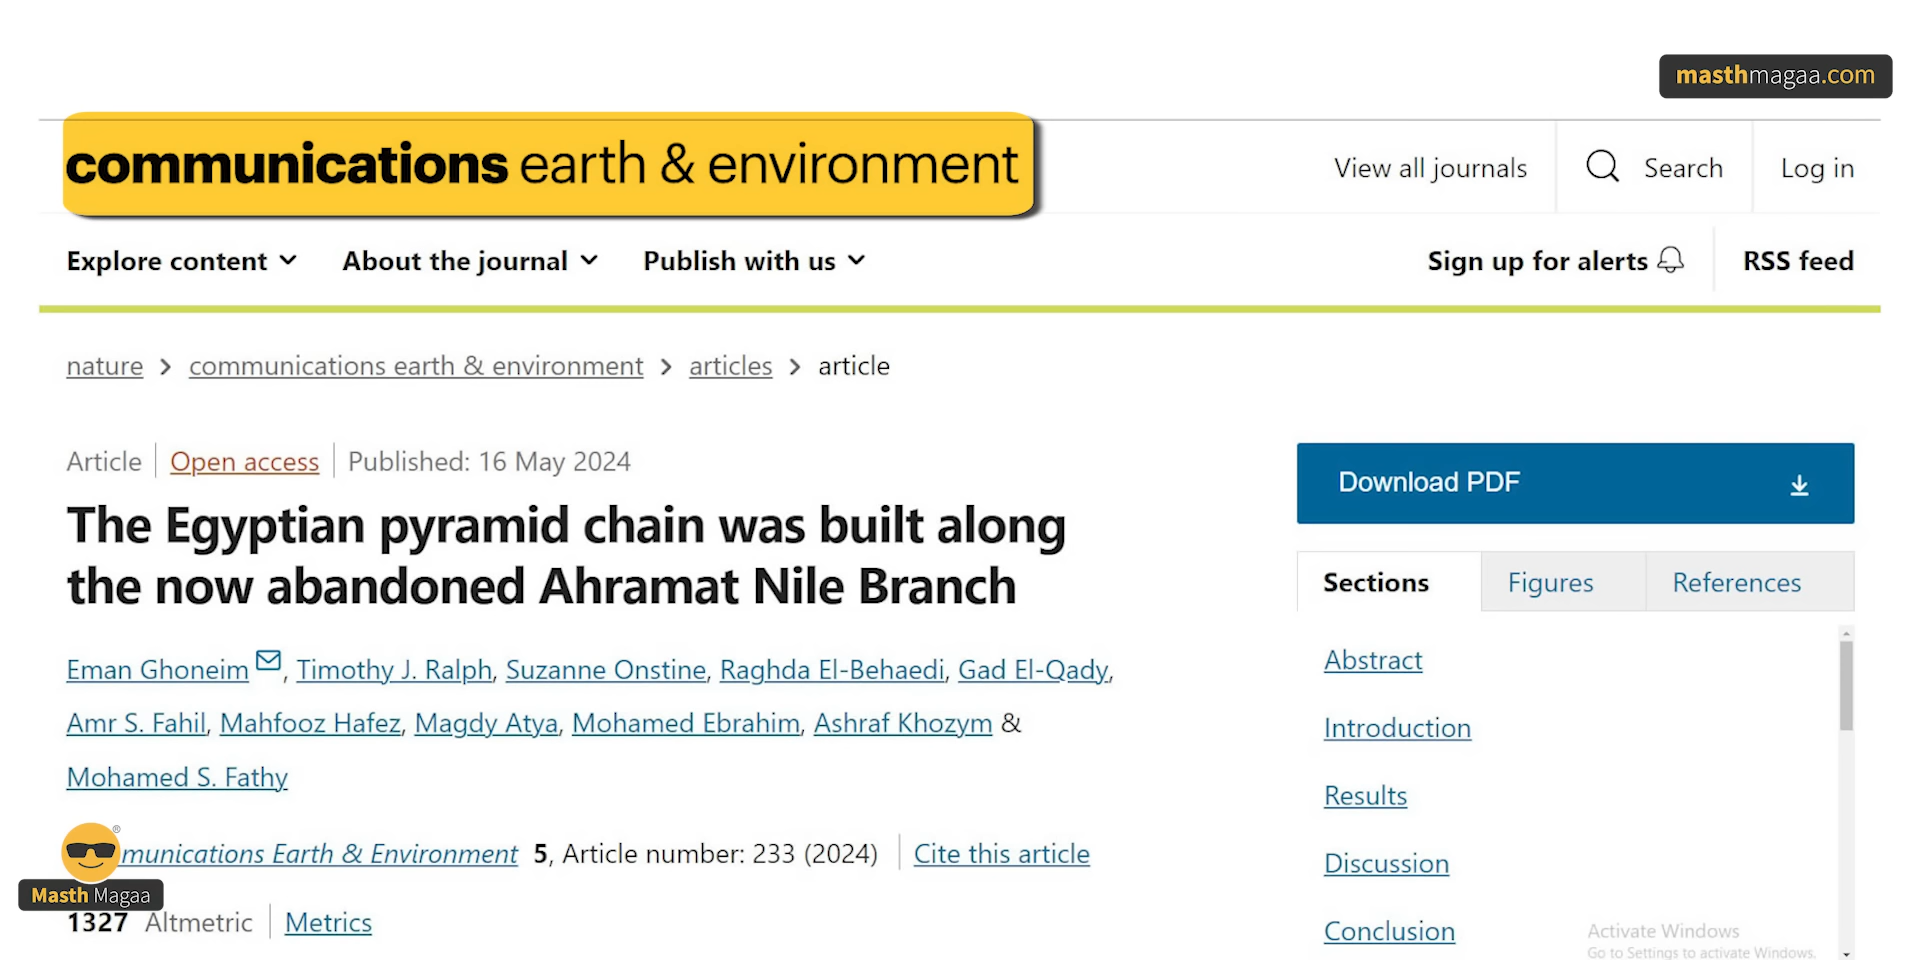 masthmagaa.com
communications earth & environment
View all journals
Search
Log in
Explore content
About the journal
Publish with us
Sign up for alerts
RSS feed
nature > communications earth & environment > articles > article
Article
Open access
Published: 16 May 2024
The Egyptian pyramid chain was built along
the now abandoned Ahramat Nile Branch
Eman Ghoneim, Timothy J. Ralph, Suzanne Onstine, Raghda El-Behaedi, Gad El-Qady,
Amr S. Fahil, Mahfooz Hafez, Magdy Atya, Mohamed Ebrahim, Ashraf Khozym &
Mohamed S. Fathy
munications Earth & Environment 5, Article number: 233 (2024)
Cite this article
1327 Altmetric
Metrics
Download PDF
Sections
Figures
References
Abstract
Introduction
Results
Discussion
Conclusion
®
Masth Magaa
Activate Windows
Go to Settings to activate Windows.